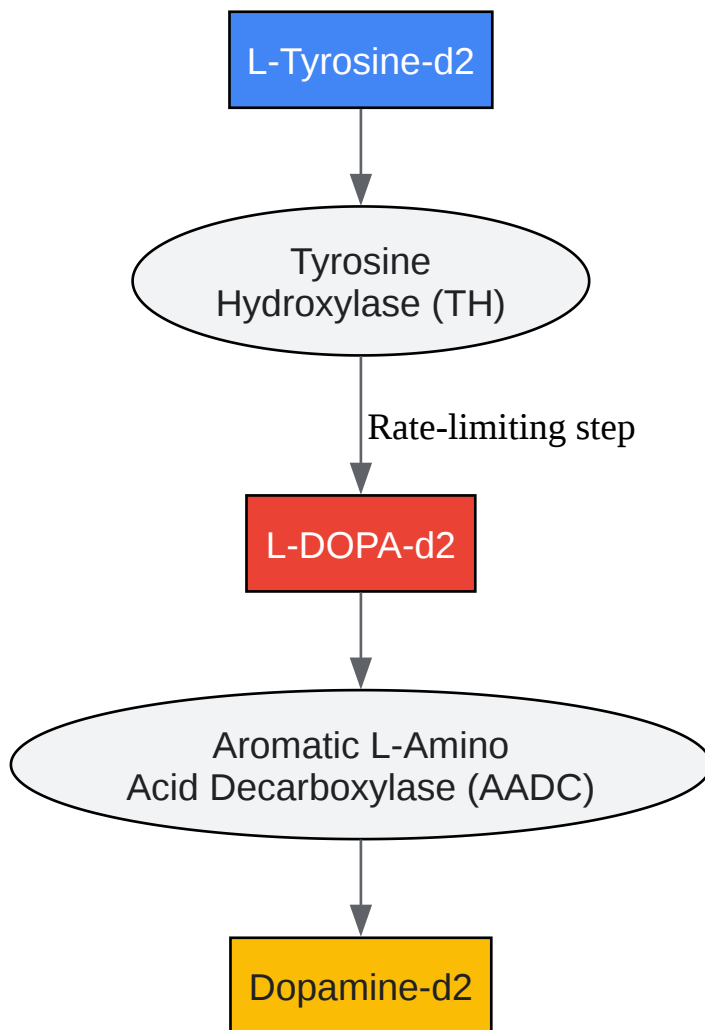 L-Tyrosine-d2
Tyrosine
Hydroxylase (TH)
Rate-limiting step
L-DOPA-d2
Aromatic L-Amino
Acid Decarboxylase (AADC)
Dopamine-d2